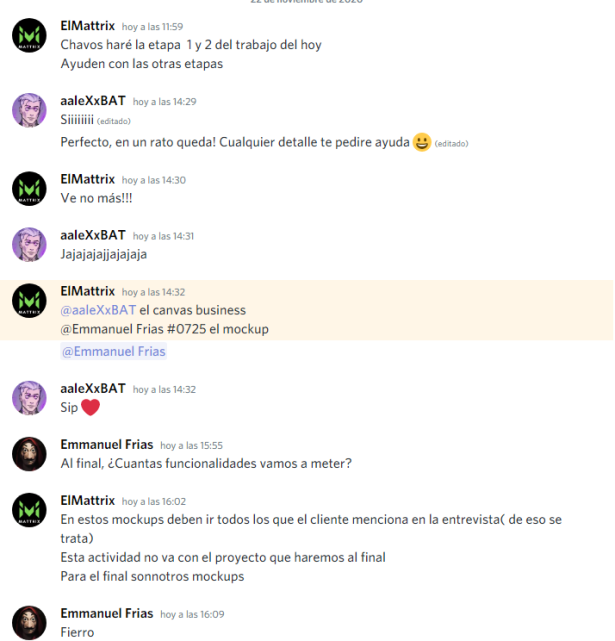 22 de noviembre de 2020
ElMattrix hoy a las 11:59
Chavos haré la etapa 1 y 2 del trabajo del hoy
Ayuden con las otras etapas
aaleXxBAT hoy a las 14:29
Siiiiiiii (editado)
Perfecto, en un rato queda! Cualquier detalle te pedire ayuda 😃 (editado)
ElMattrix hoy a las 14:30
Ve no más!!!
aaleXxBAT hoy a las 14:31
Jajajajajjajajaja
ElMattrix hoy a las 14:32
@aaleXxBAT el canvas business
@Emmanuel Frias #0725 el mockup
@Emmanuel Frias
aaleXxBAT hoy a las 14:32
Sip ❤️
Emmanuel Frias hoy a las 15:55
Al final, ¿Cuantas funcionalidades vamos a meter?
ElMattrix hoy a las 16:02
En estos mockups deben ir todos los que el cliente menciona en la entrevista( de eso se
trata)
Esta actividad no va con el proyecto que haremos al final
Para el final sonnotros mockups
Emmanuel Frias hoy a las 16:09
Fierro